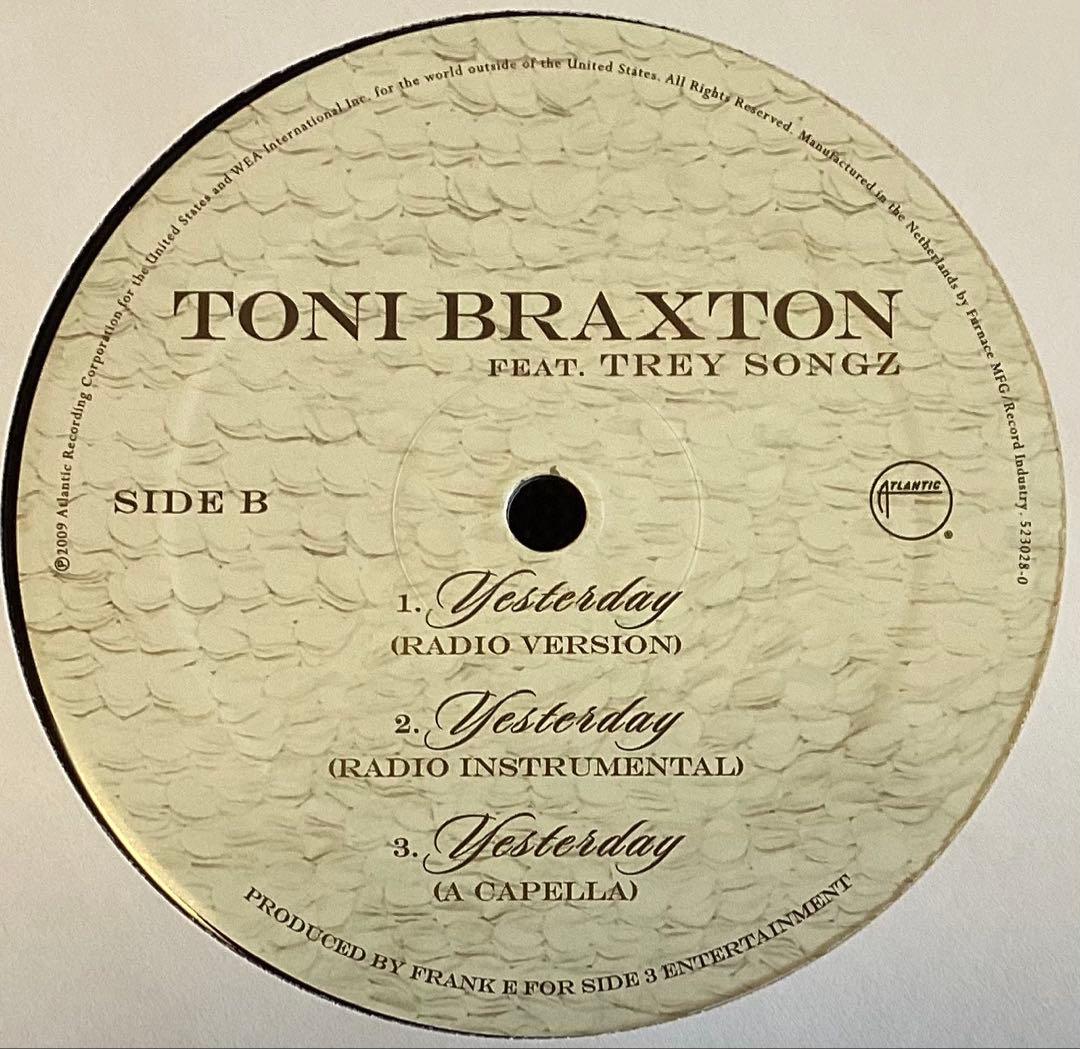 ℗2009 Atlantic Recording Corporation for the United States and WEA International Inc. for the world outside of the United States. All Rights Reserved. Manufactured in the Netherlands by Furnace MFG/Record Industry . 523028-0
TONI BRAXTON
FEAT. TREY SONGZ
SIDE B
ATLANTIC
®
1. Yesterday
(RADIO VERSION)
2. Yesterday
(RADIO INSTRUMENTAL)
3. Yesterday
(A CAPELLA)
PRODUCED BY FRANK E FOR SIDE 3 ENTERTAINMENT